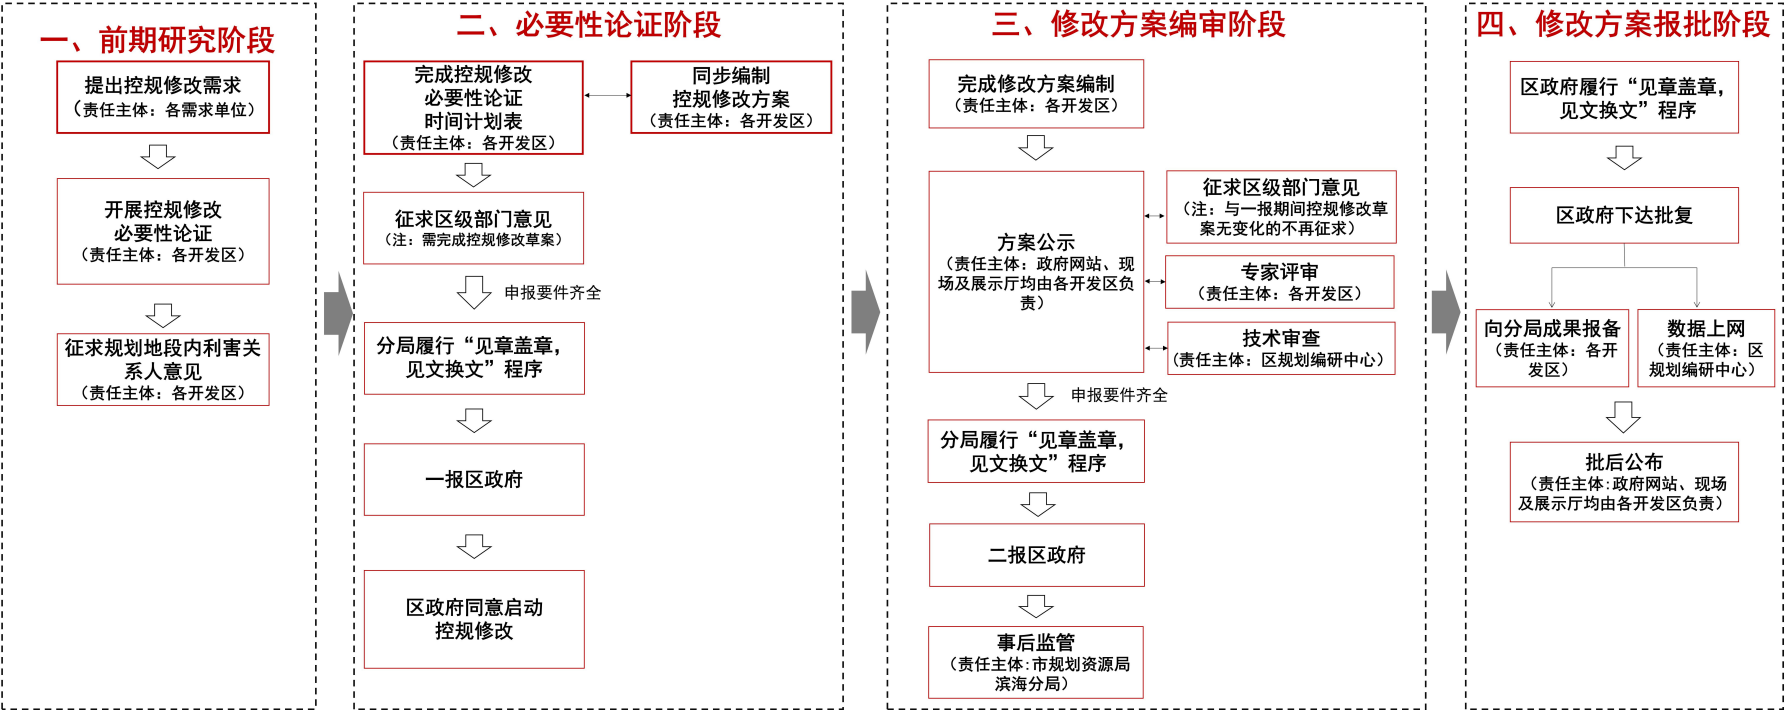 一、前期研究阶段
提出控规修改需求
（责任主体：各需求单位）
开展控规修改
必要性论证
（责任主体：各开发区）
征求规划地段内利害关
系人意见
（责任主体：各开发区）
二、必要性论证阶段
完成控规修改
必要性论证
时间计划表
（责任主体：各开发区）
同步编制
控规修改方案
（责任主体：各开发区）
征求区级部门意见
（注：需完成控规修改草案）
申报要件齐全
分局履行“见章盖章，
见文换文”程序
一报区政府
区政府同意启动
控规修改
三、修改方案编审阶段
完成修改方案编制
（责任主体：各开发区）
方案公示
（责任主体：政府网站、现
场及展示厅均由各开发区负
责）
征求区级部门意见
（注：与一报期间控规修改草
案无变化的不再征求）
专家评审
（责任主体：各开发区）
技术审查
（责任主体：区规划编研中心）
申报要件齐全
分局履行“见章盖章，
见文换文”程序
二报区政府
事后监管
（责任主体:市规划资源局
滨海分局）
四、修改方案报批阶段
区政府履行“见章盖章，
见文换文”程序
区政府下达批复
向分局成果报备
（责任主体：各开
发区）
数据上网
（责任主体：区
规划编研中心）
批后公布
（责任主体:政府网站、现场
及展示厅均由各开发区负责）